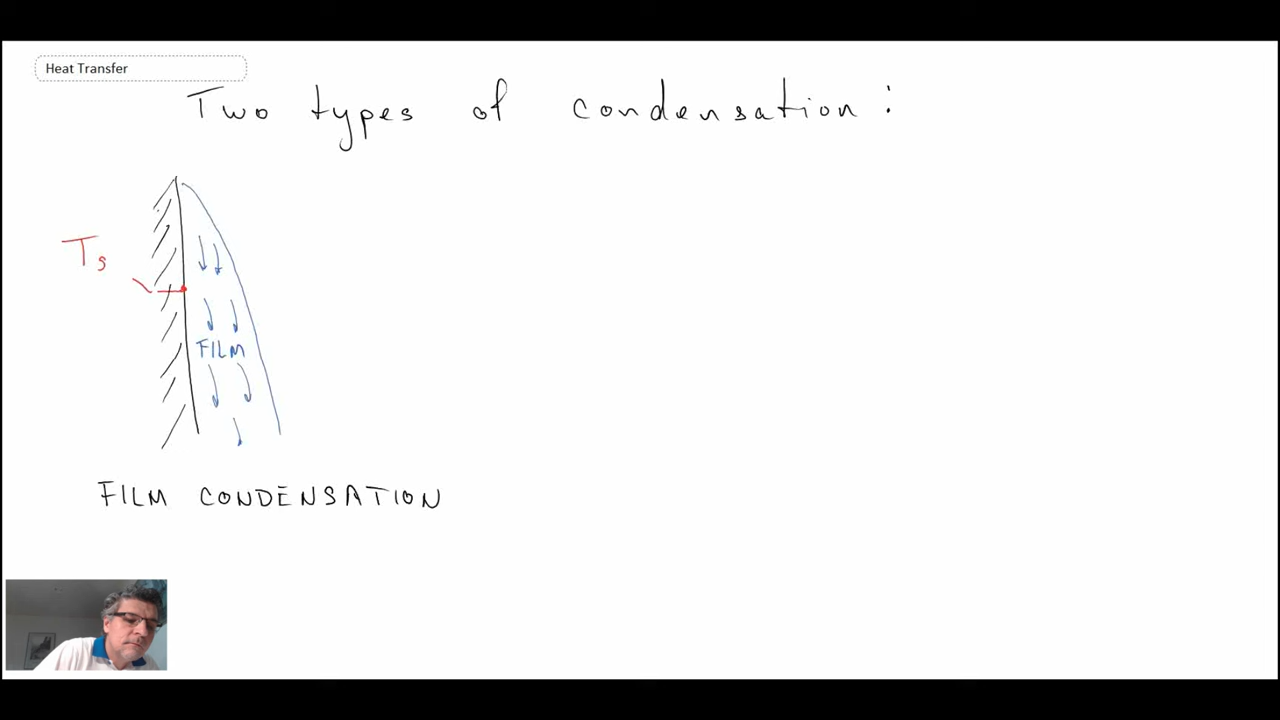 Heat Transfer
Two types of condensation:
Ts
FILM
FILM CONDENSATION